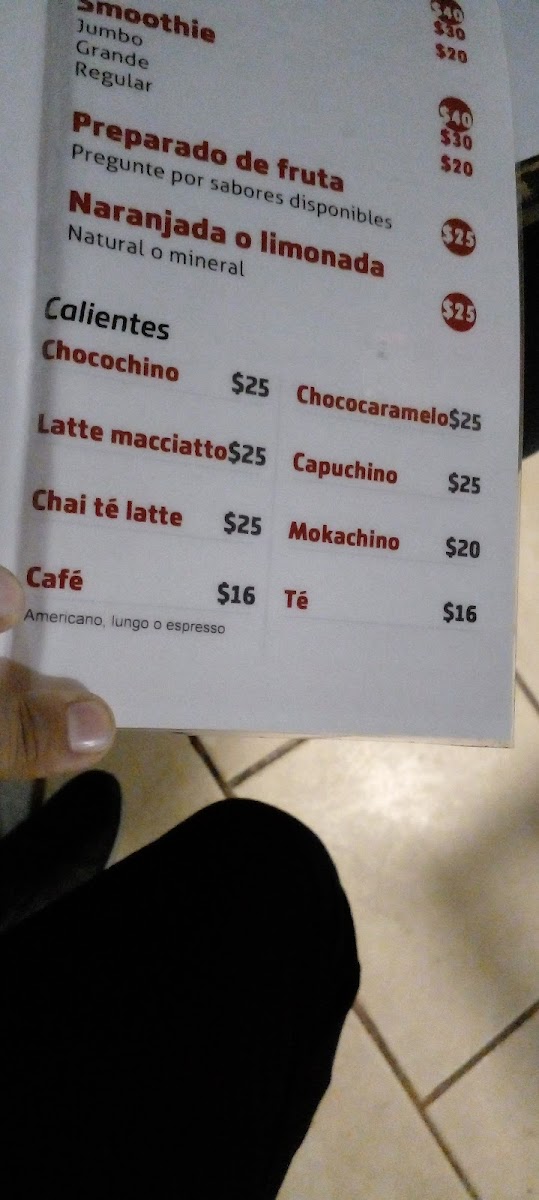 Smoothie $40
Jumbo $30
Grande $20
Regular
$40
$30
Preparado de fruta $20
Pregunte por sabores disponibles
Naranjada o limonada $25
Natural o mineral
$25
Calientes
Chocochino $25 Chococaramelo $25
Latte macciatto $25 Capuchino $25
Chai té latte $25 Mokachino $20
Café $16 Té $16
Americano, lungo o espresso